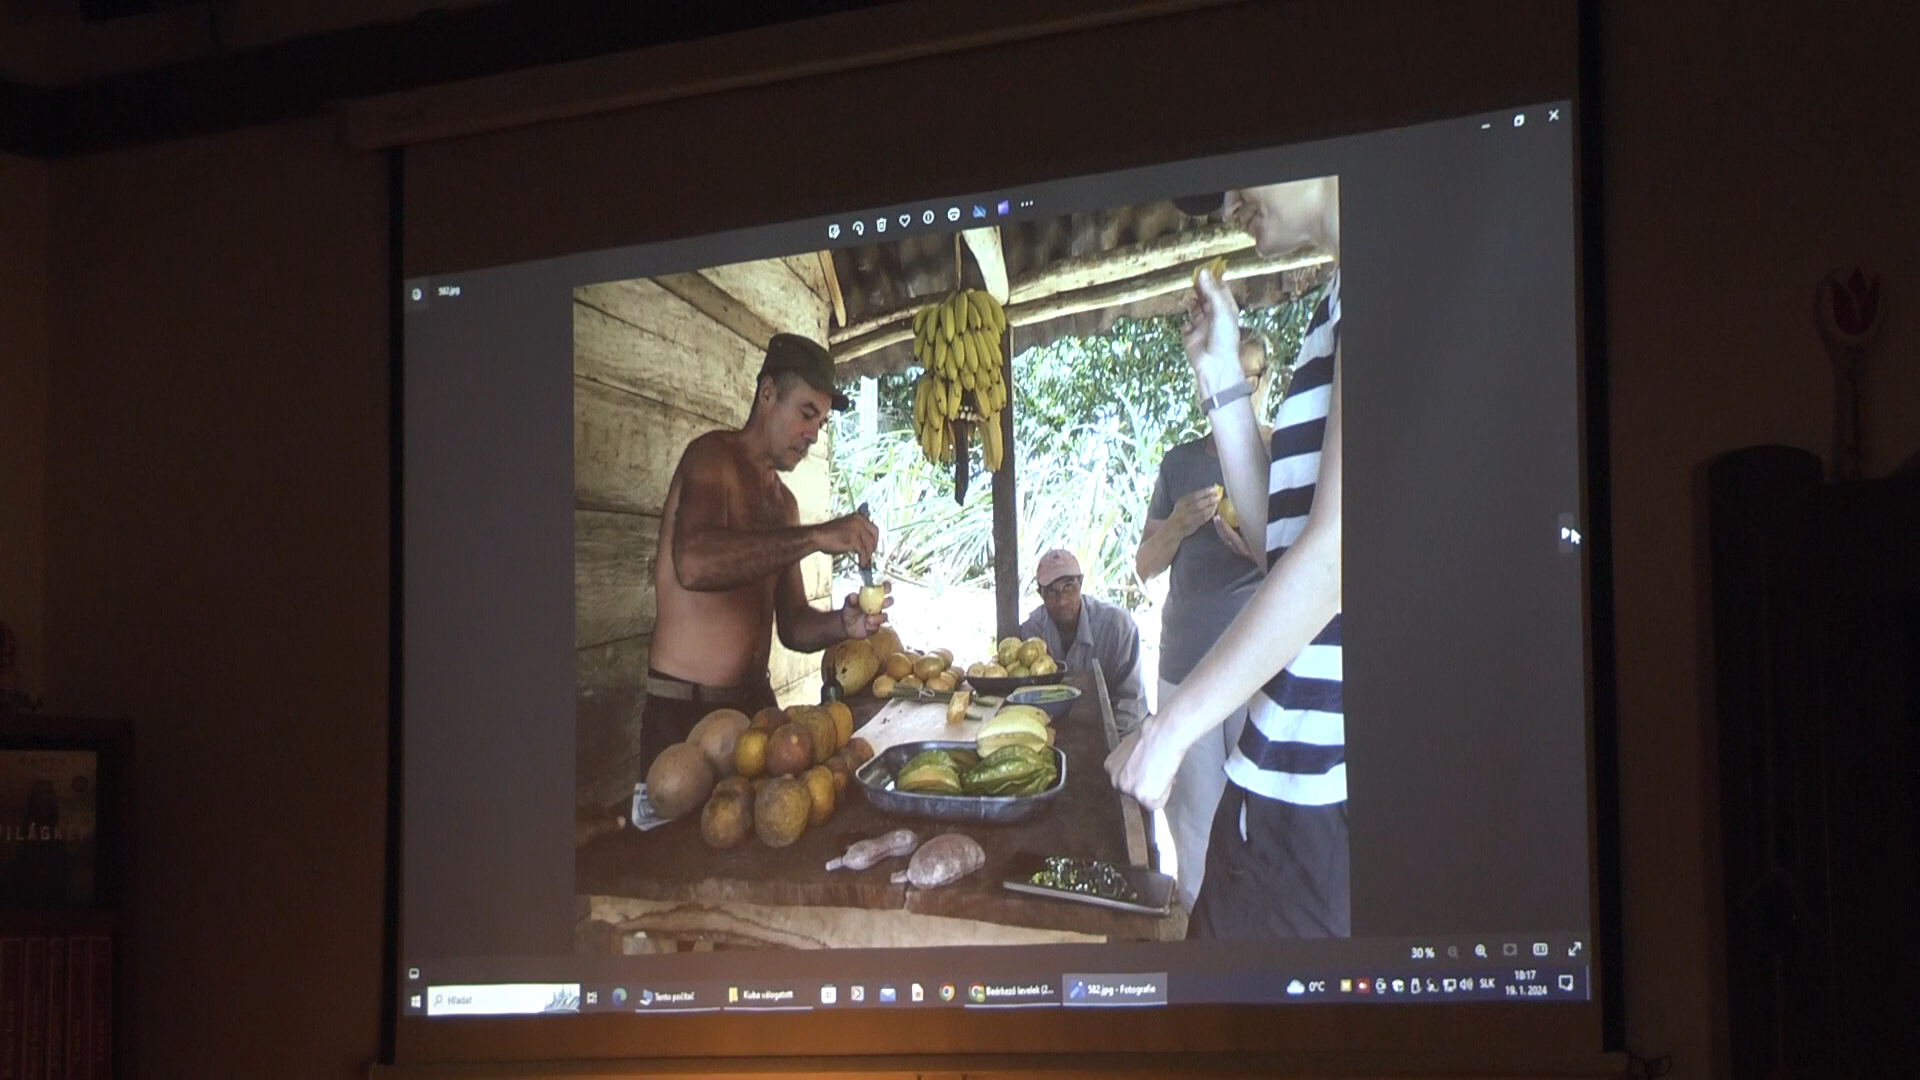 582.jpg
30 %
Hľadať
Tento počítač
Kuba válogatott
Beérkező levelek (2...
582.jpg - Fotografie
0°C
SLK
18:17
19. 1. 2024